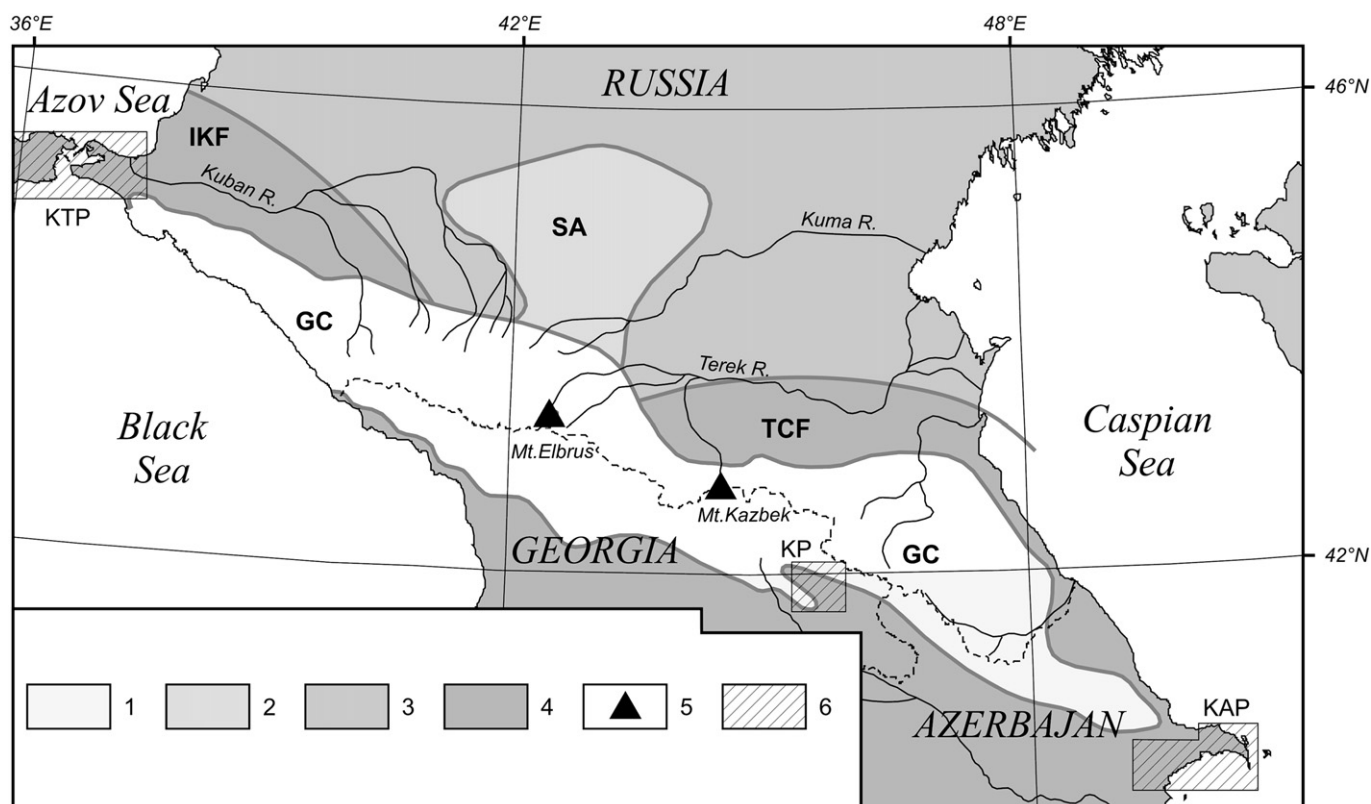 36°E
42°E
48°E
RUSSIA
46°N
Azov Sea
IKF
Kuban R.
KTP
SA
Kuma R.
GC
Terek R.
TCF
Black
Sea
Caspian
Sea
Mt.Elbrus
Mt.Kazbek
GEORGIA
KP
GC
42°N
1
2
3
4
5
6
AZERBAJAN
KAP